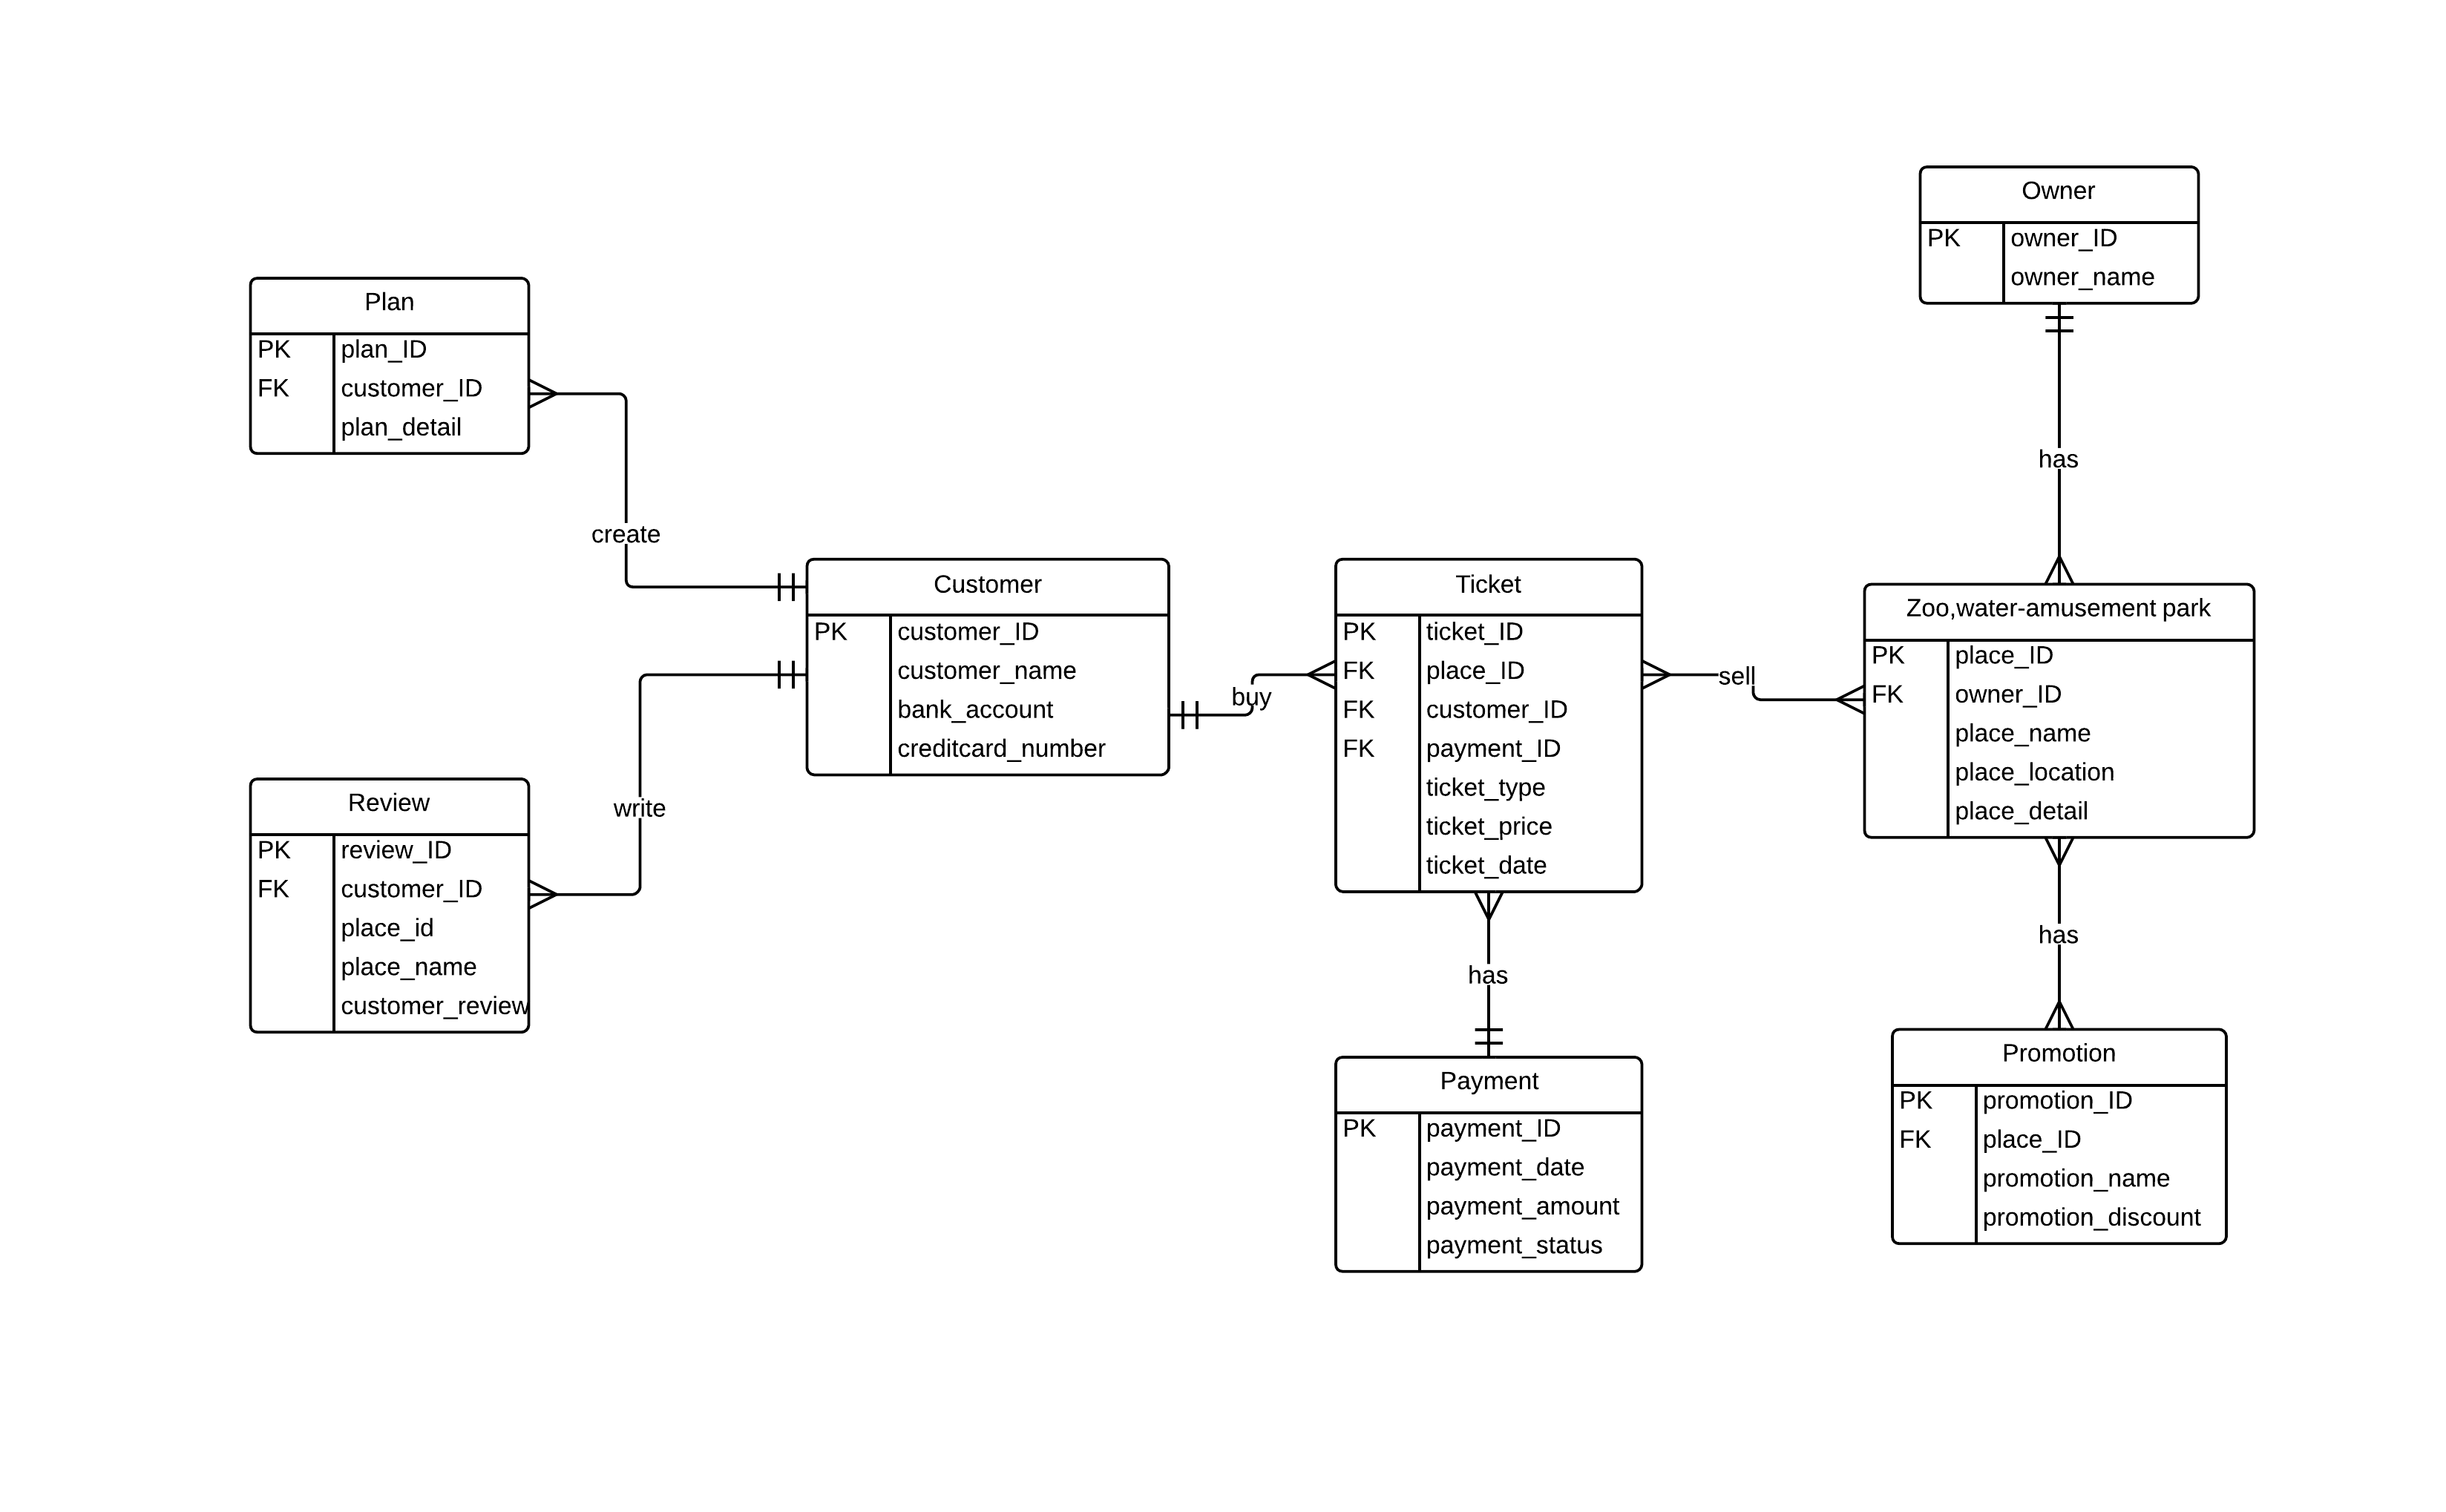 Owner
PK owner_ID
owner_name
Plan
PK plan_ID
FK customer_ID
plan_detail
has
create
Customer
PK customer_ID
customer_name
bank_account
creditcard_number
buy
Ticket
PK ticket_ID
FK place_ID
FK customer_ID
FK payment_ID
ticket_type
ticket_price
ticket_date
sell
Zoo,water-amusement park
PK place_ID
FK owner_ID
place_name
place_location
place_detail
write
Review
PK review_ID
FK customer_ID
place_id
place_name
customer_review
has
has
Payment
PK payment_ID
payment_date
payment_amount
payment_status
Promotion
PK promotion_ID
FK place_ID
promotion_name
promotion_discount